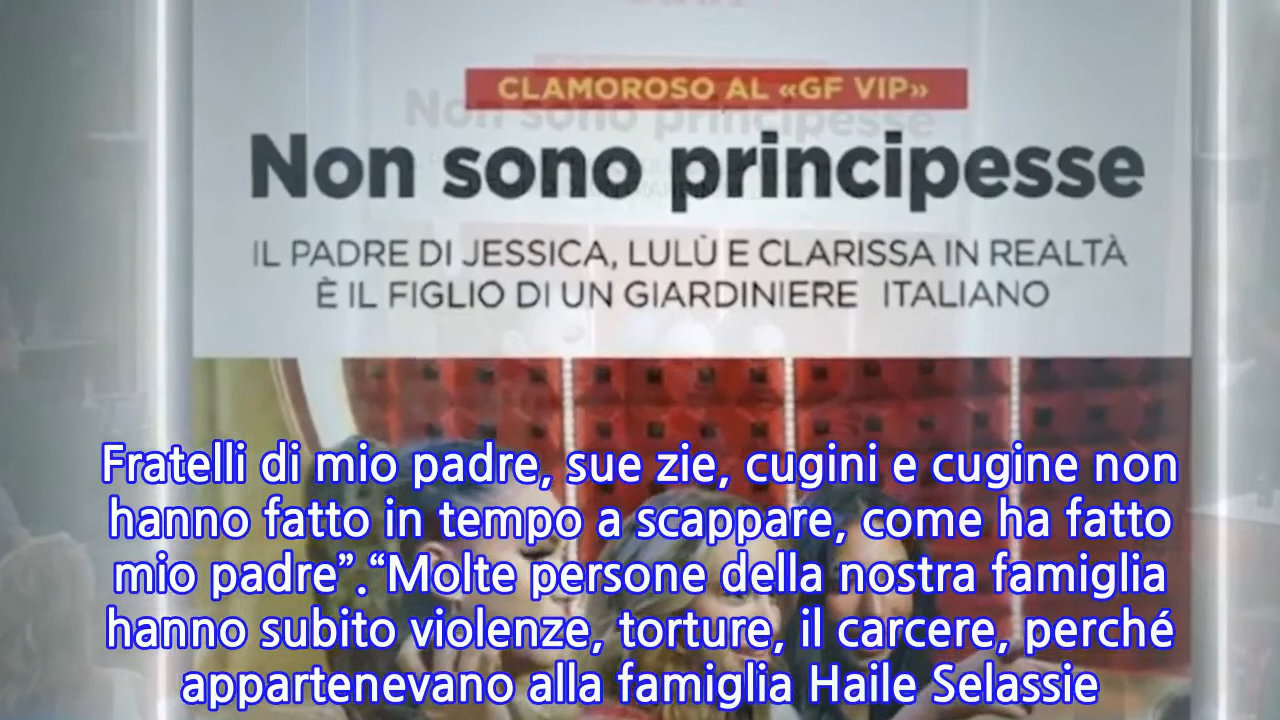 CLAMOROSO AL «GF VIP»
Non sono principesse
Non sono principesse
IL PADRE DI JESSICA, LULÙ E CLARISSA IN REALTÀ
È IL FIGLIO DI UN GIARDINIERE ITALIANO
Fratelli di mio padre, sue zie, cugini e cugine non
hanno fatto in tempo a scappare, come ha fatto
mio padre”.“Molte persone della nostra famiglia
hanno subito violenze, torture, il carcere, perché
appartenevano alla famiglia Haile Selassie